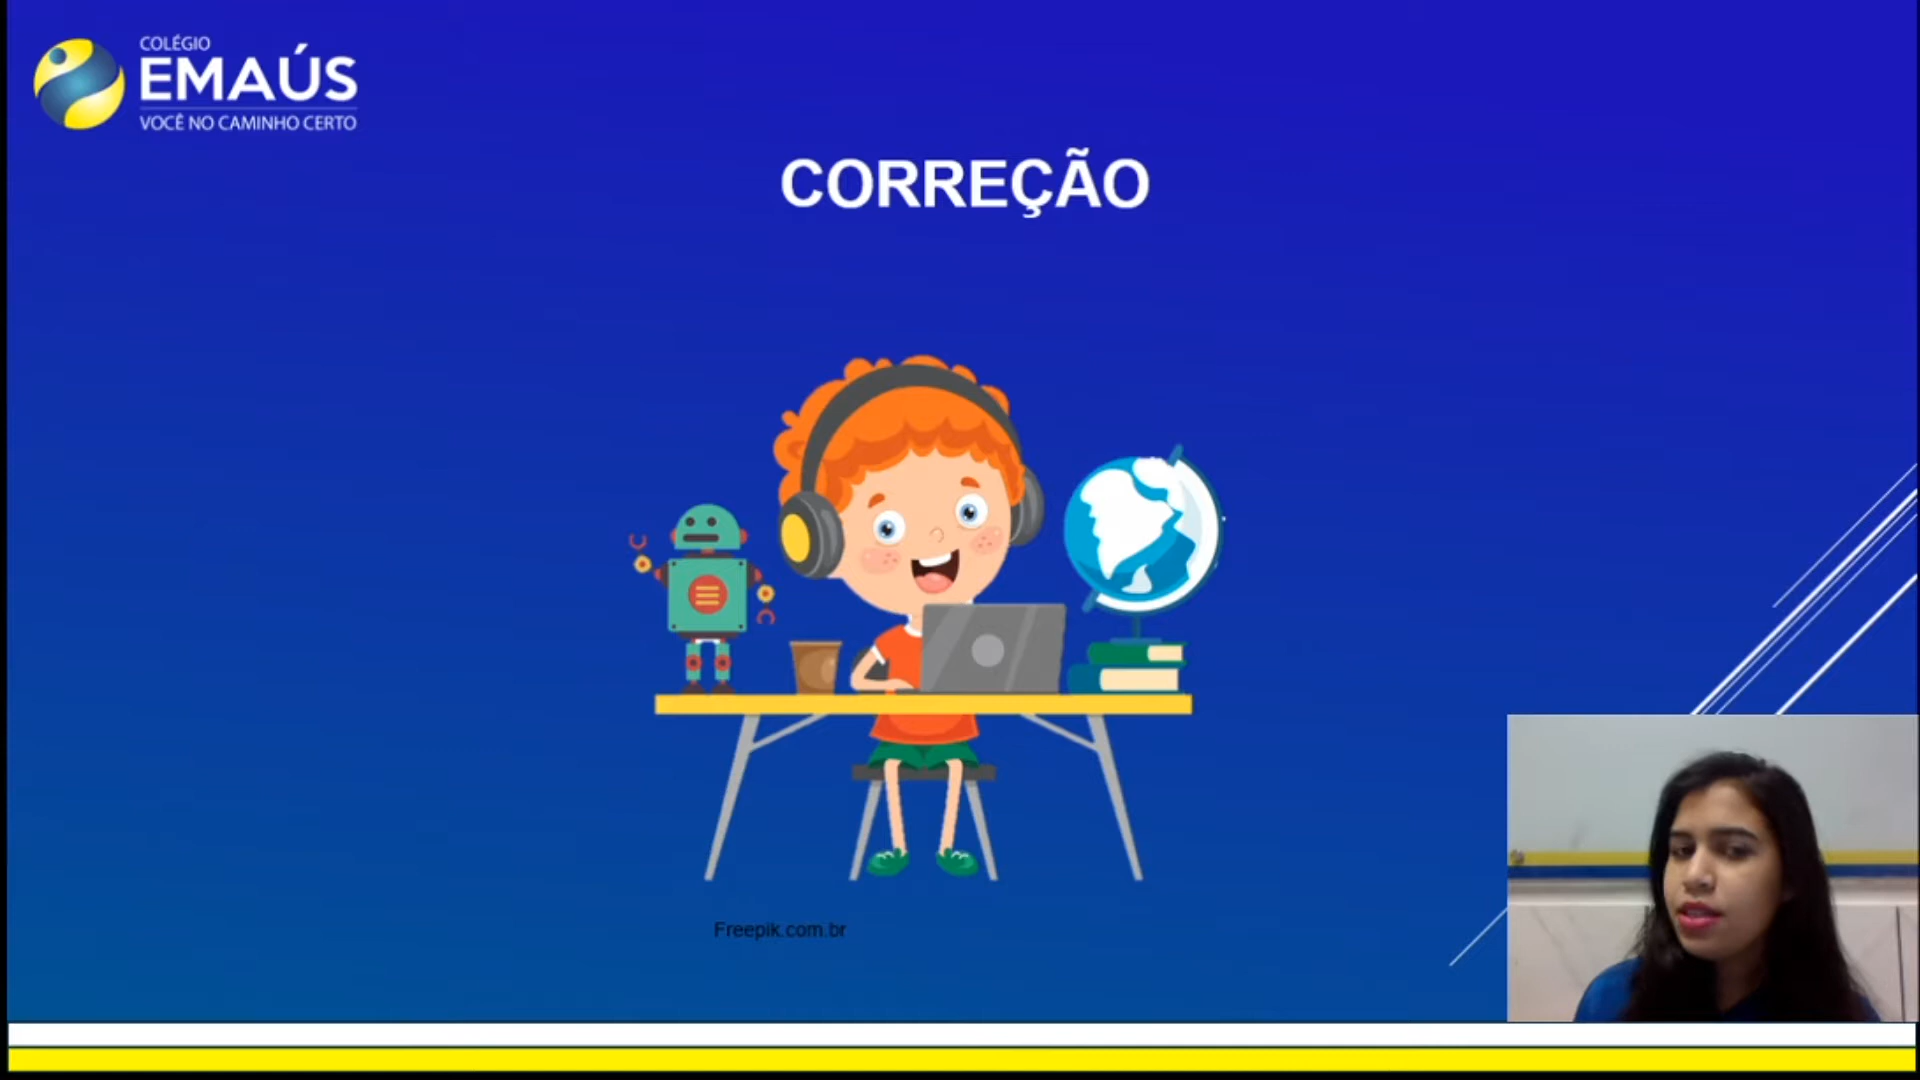 COLÉGIO
EMAÚS
VOCÊ NO CAMINHO CERTO
CORREÇÃO
Freepik.com.br